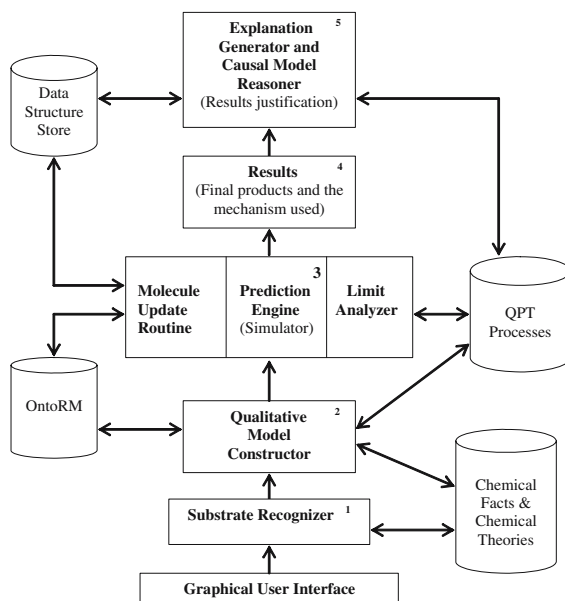 5
Explanation
Generator and
Causal Model
Reasoner
(Results justification)
Data
Structure
Store
4
Results
(Final products and the
mechanism used)
3
Molecule
Update
Routine
Prediction
Engine
(Simulator)
Limit
Analyzer
QPT
Processes
OntoRM
2
Qualitative
Model
Constructor
Chemical
Facts &
Chemical
Theories
Substrate Recognizer 1
Graphical User Interface